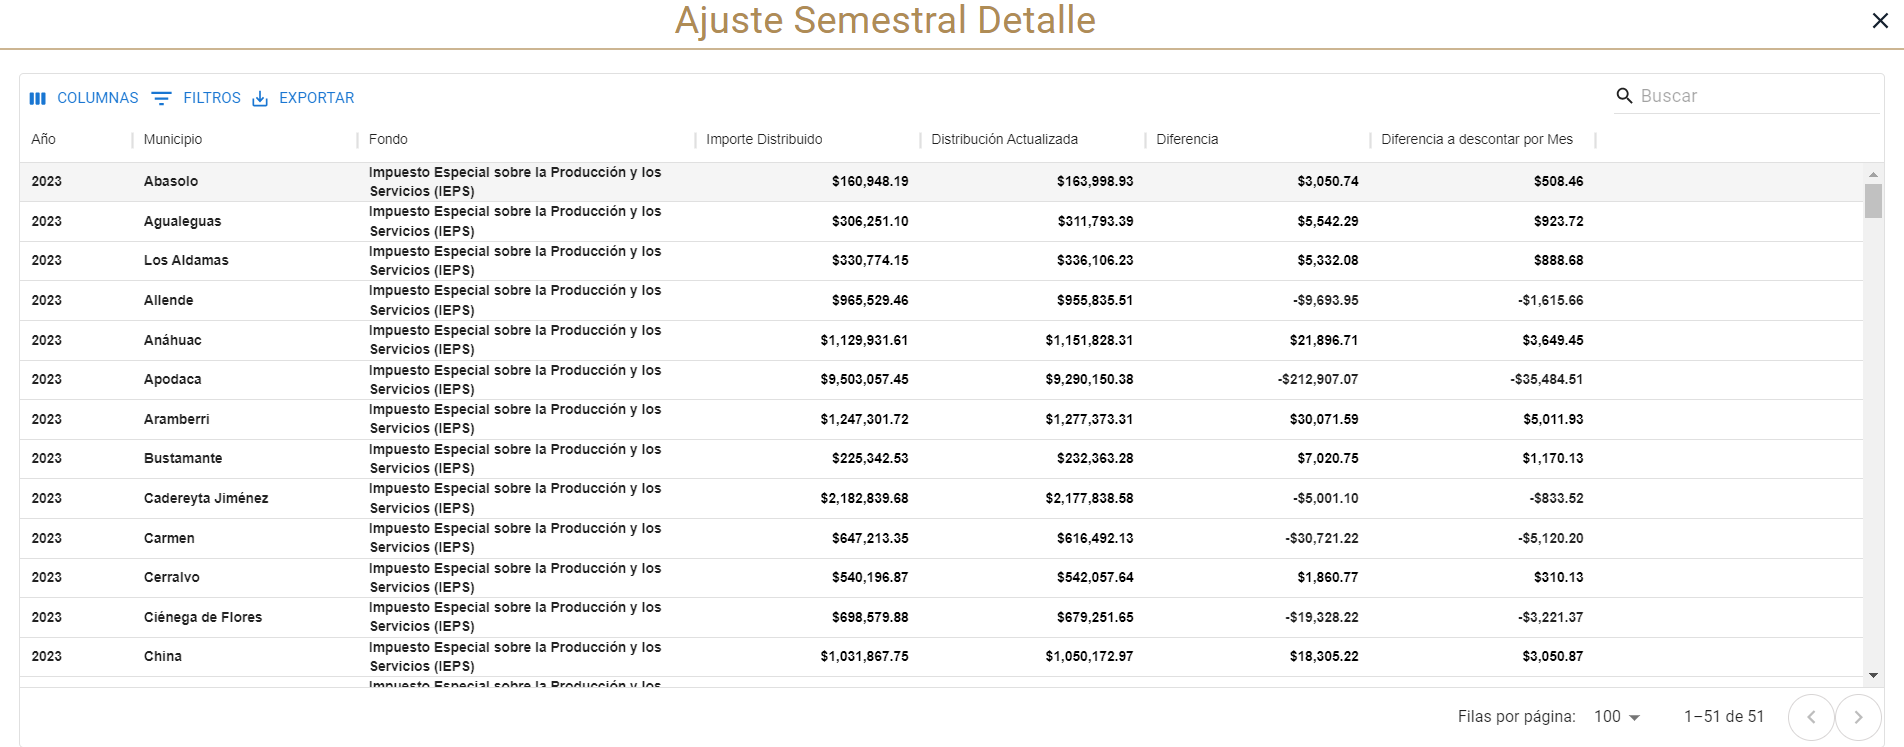 Ajuste Semestral Detalle
COLUMNAS FILTROS EXPORTAR Buscar
Año Municipio Fondo Importe Distribuido Distribución Actualizada Diferencia Diferencia a descontar por Mes
2023 Abasolo Impuesto Especial sobre la Producción y los Servicios (IEPS) $160,948.19 $163,998.93 $3,050.74 $508.46
2023 Agualeguas Impuesto Especial sobre la Producción y los Servicios (IEPS) $306,251.10 $311,793.39 $5,542.29 $923.72
2023 Los Aldamas Impuesto Especial sobre la Producción y los Servicios (IEPS) $330,774.15 $336,106.23 $5,332.08 $888.68
2023 Allende Impuesto Especial sobre la Producción y los Servicios (IEPS) $965,529.46 $955,835.51 -$9,693.95 -$1,615.66
2023 Anáhuac Impuesto Especial sobre la Producción y los Servicios (IEPS) $1,129,931.61 $1,151,828.31 $21,896.71 $3,649.45
2023 Apodaca Impuesto Especial sobre la Producción y los Servicios (IEPS) $9,503,057.45 $9,290,150.38 -$212,907.07 -$35,484.51
2023 Aramberri Impuesto Especial sobre la Producción y los Servicios (IEPS) $1,247,301.72 $1,277,373.31 $30,071.59 $5,011.93
2023 Bustamante Impuesto Especial sobre la Producción y los Servicios (IEPS) $225,342.53 $232,363.28 $7,020.75 $1,170.13
2023 Cadereyta Jiménez Impuesto Especial sobre la Producción y los Servicios (IEPS) $2,182,839.68 $2,177,838.58 -$5,001.10 -$833.52
2023 Carmen Impuesto Especial sobre la Producción y los Servicios (IEPS) $647,213.35 $616,492.13 -$30,721.22 -$5,120.20
2023 Cerralvo Impuesto Especial sobre la Producción y los Servicios (IEPS) $540,196.87 $542,057.64 $1,860.77 $310.13
2023 Ciénega de Flores Impuesto Especial sobre la Producción y los Servicios (IEPS) $698,579.88 $679,251.65 -$19,328.22 -$3,221.37
2023 China Impuesto Especial sobre la Producción y los Servicios (IEPS) $1,031,867.75 $1,050,172.97 $18,305.22 $3,050.87
Impuesto Especial sobre la Producción y los
Filas por página: 100 1–51 de 51